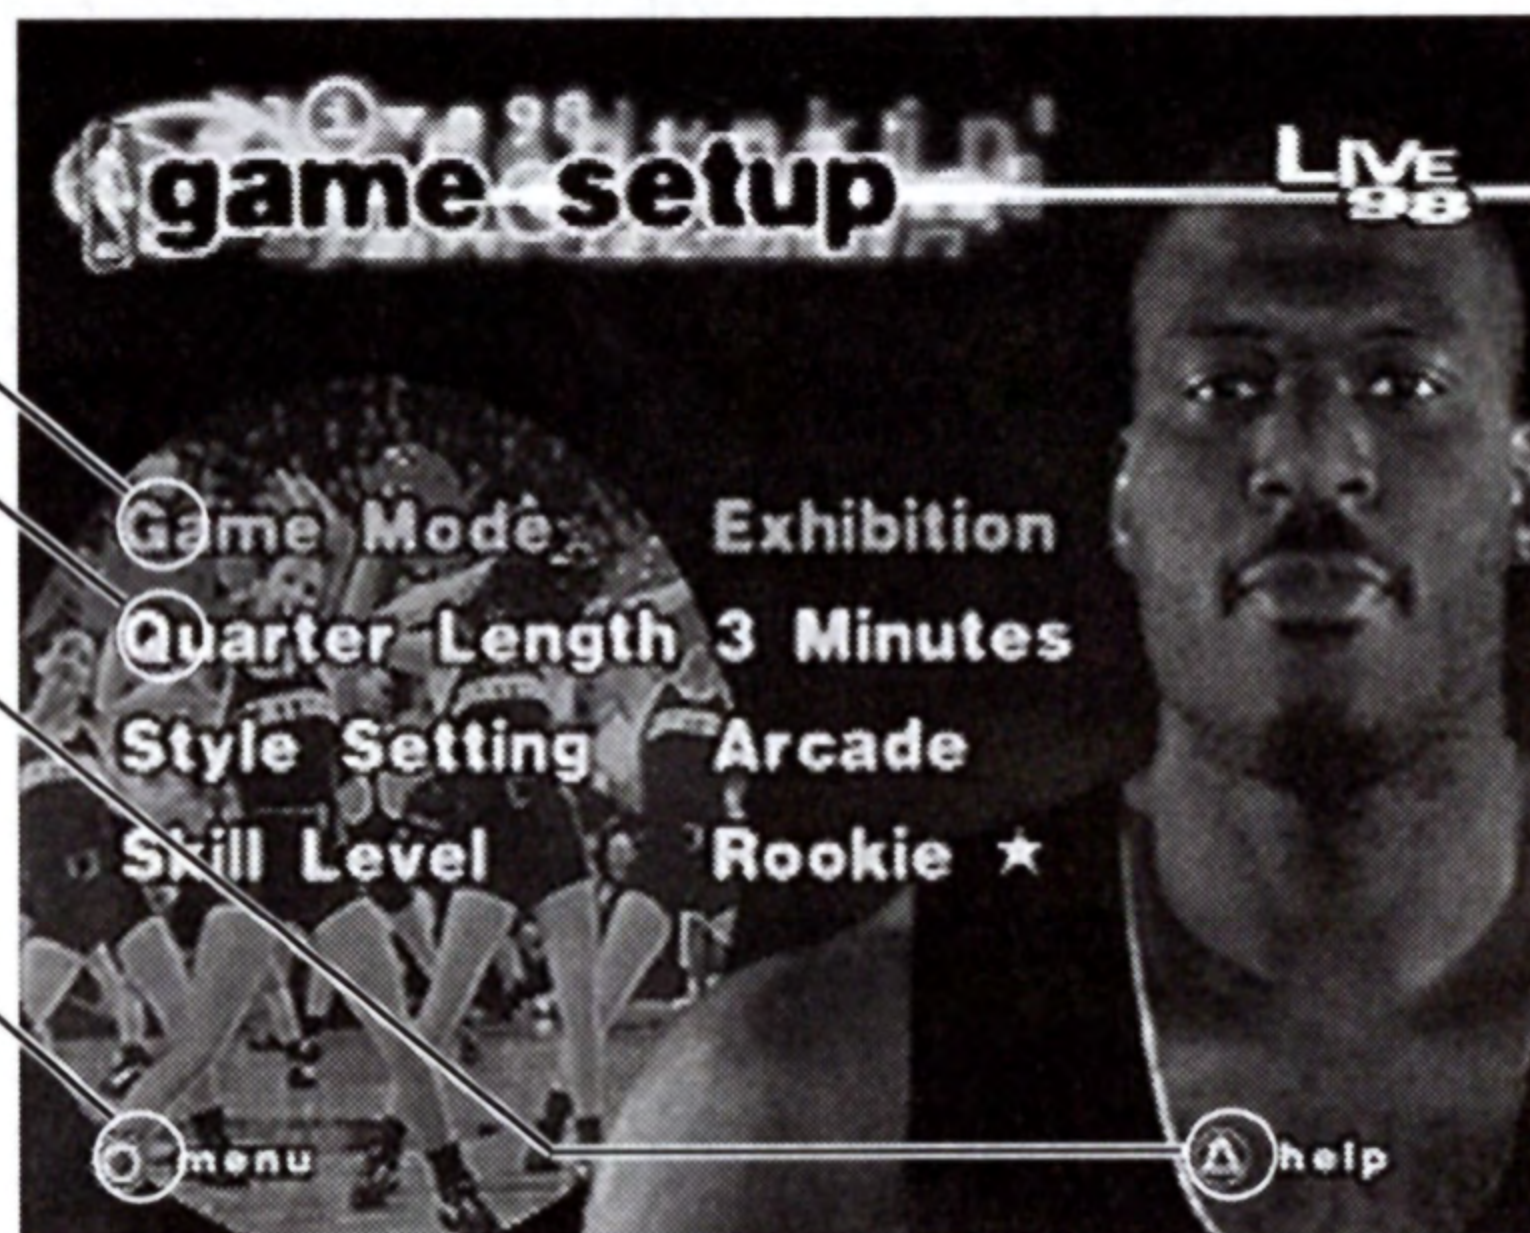 game setup
LIVE
98
Game Mode Exhibition
Quarter Length 3 Minutes
Style Setting Arcade
Skill Level Rookie ★
menu
help